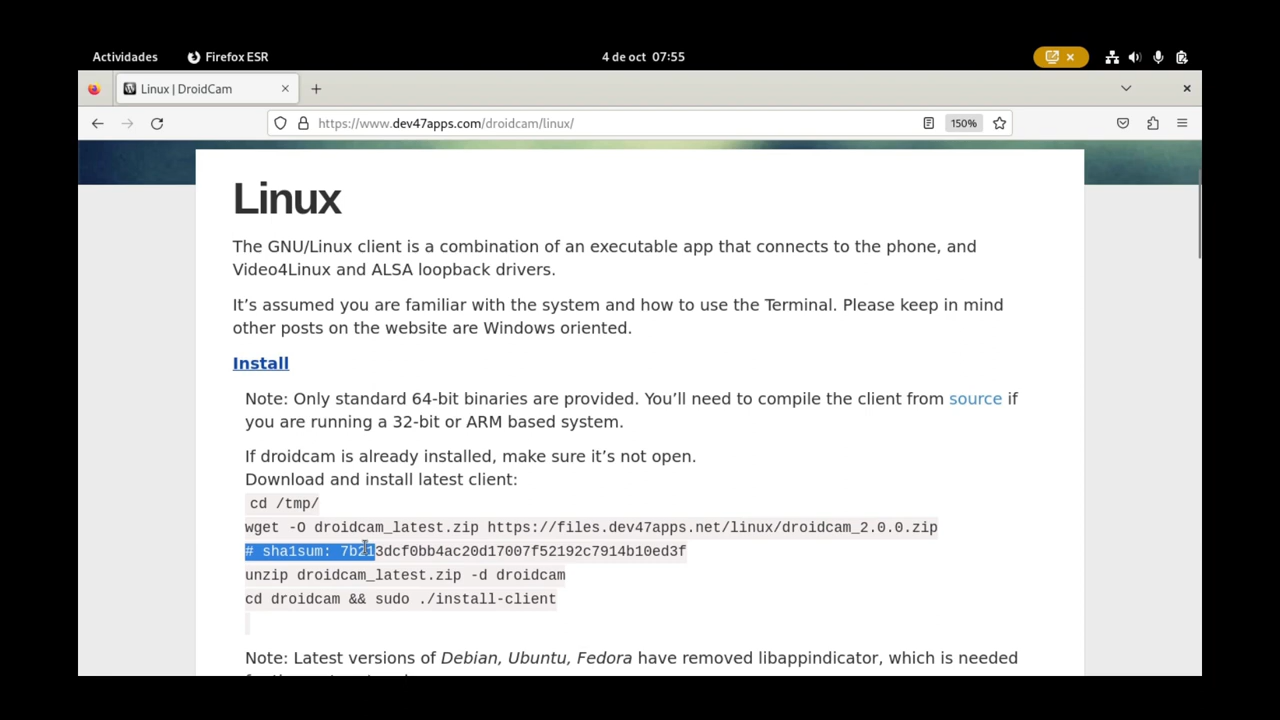 Actividades
Firefox ESR
4 de oct 07:55
Linux | DroidCam
https://www.dev47apps.com/droidcam/linux/
150%
Linux
The GNU/Linux client is a combination of an executable app that connects to the phone, and
Video4Linux and ALSA loopback drivers.
It’s assumed you are familiar with the system and how to use the Terminal. Please keep in mind
other posts on the website are Windows oriented.
Install
Note: Only standard 64-bit binaries are provided. You’ll need to compile the client from source if
you are running a 32-bit or ARM based system.
If droidcam is already installed, make sure it’s not open.
Download and install latest client:
cd /tmp/
wget -O droidcam_latest.zip https://files.dev47apps.net/linux/droidcam_2.0.0.zip
# sha1sum: 7b213dcf0bb4ac20d17007f52192c7914b10ed3f
unzip droidcam_latest.zip -d droidcam
cd droidcam && sudo ./install-client
Note: Latest versions of Debian, Ubuntu, Fedora have removed libappindicator, which is needed